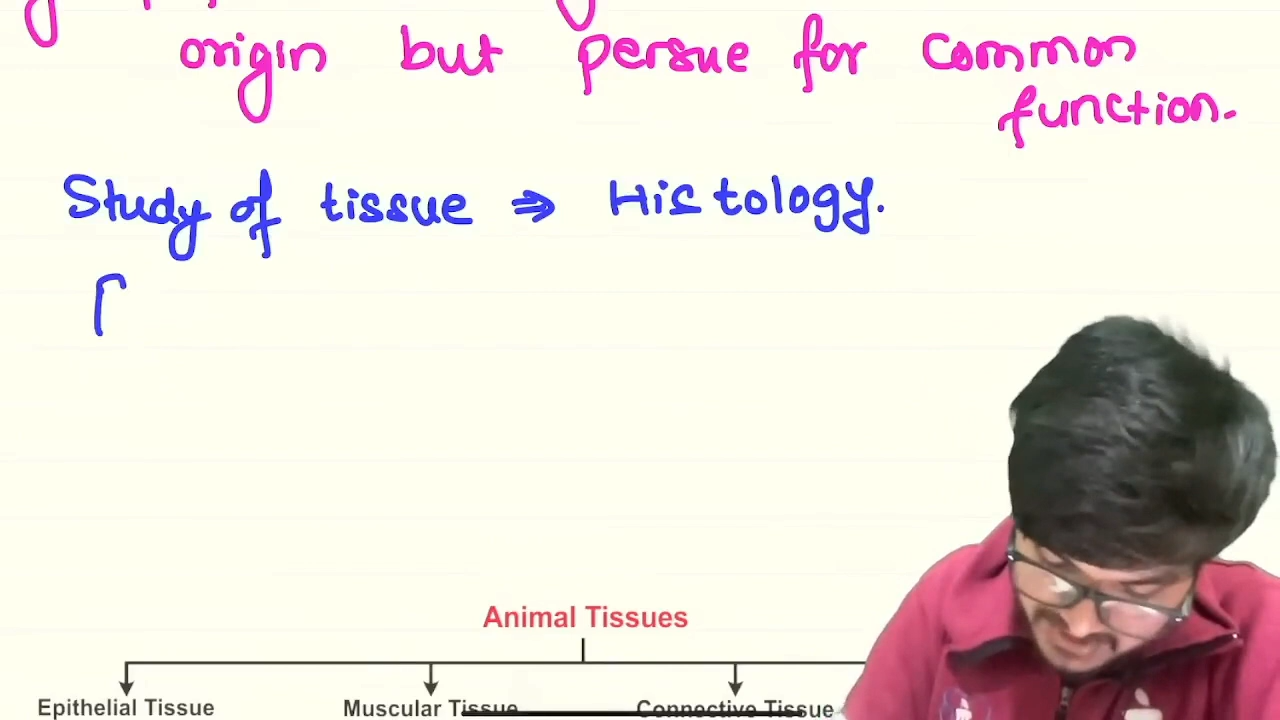 origin but persue for common
function.
Study of tissue ⇒ Histology.
Animal Tissues
Epithelial Tissue Muscular Tissue Connective Tissue